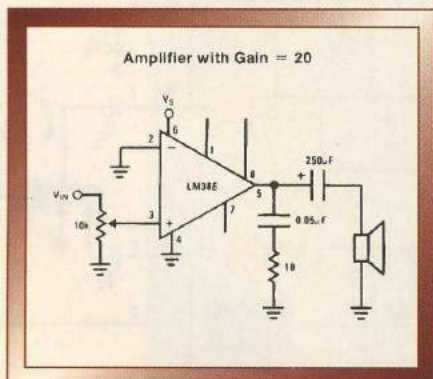 Amplifier with Gain = 20
VS
6
2 − 1 8 + 250µF
LM386 5
VIN 3 + 7 0.05µF
10k 4
10